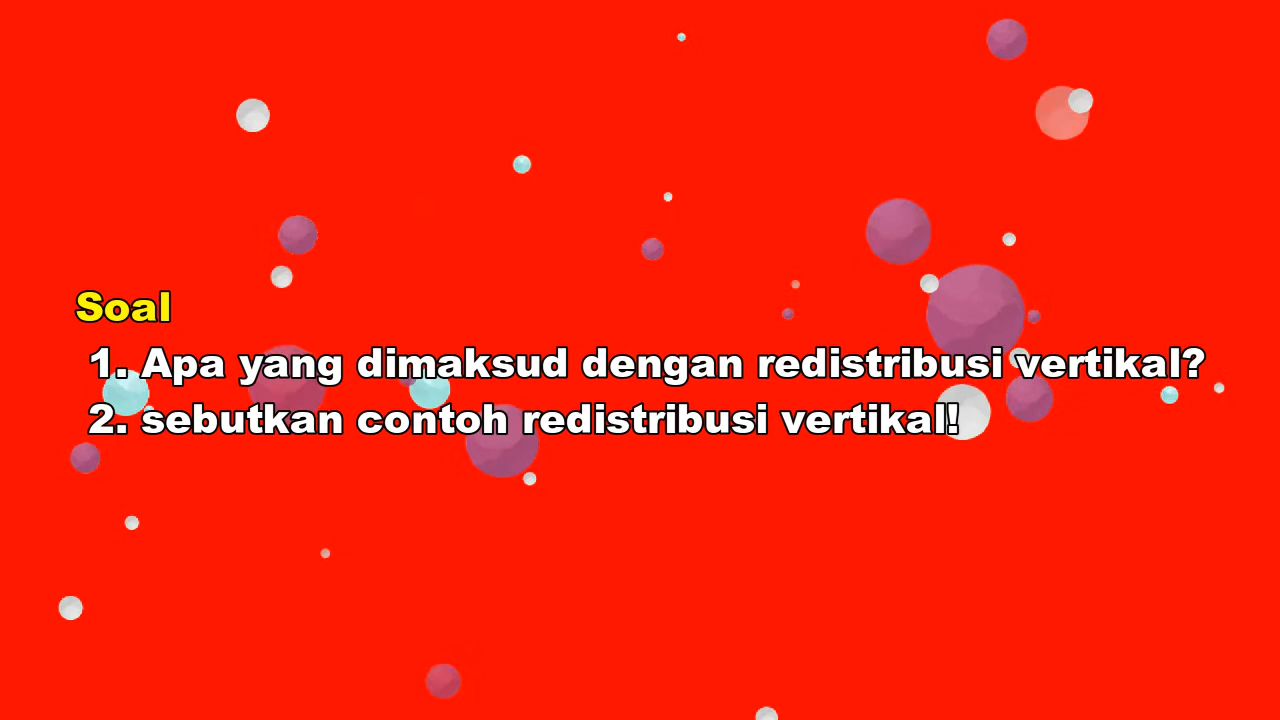 Soal
1. Apa yang dimaksud dengan redistribusi vertikal?
2. sebutkan contoh redistribusi vertikal!